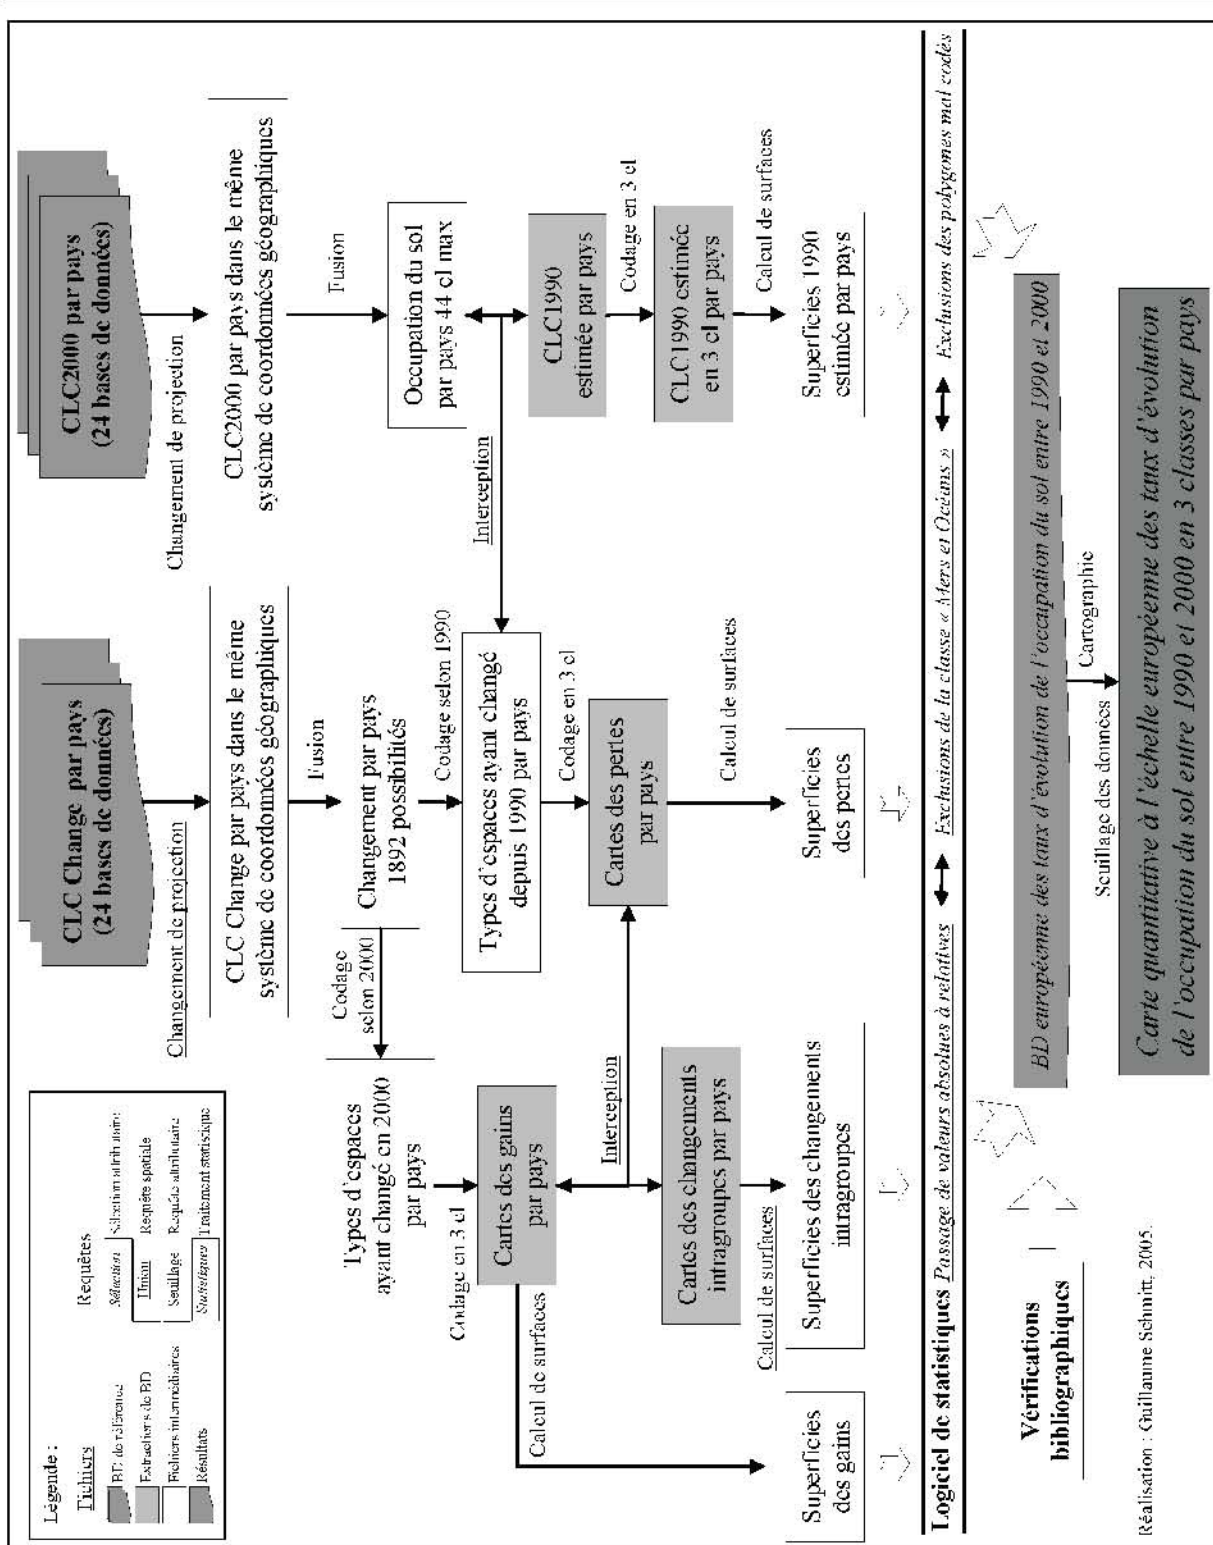 Légende :
Fichiers
BD de référence
Extractions de BD
Fichiers intermédiaires
Résultats
Requêtes
Sélection
Sélection attributaire
Union
Requête spatiale
Seuillage
Requête attributaire
Statistiques
Traitement statistique
CLC Change par pays
(24 bases de données)
Changement de projection
CLC Change par pays dans le même
système de coordonnées géographiques
Fusion
Changement par pays
1892 possibilités
Codage
selon 2000
Codage selon 1990
Types d'espaces
ayant changé en 2000
par pays
Types d'espaces ayant changé
depuis 1990 par pays
Codage en 3 cl
Codage en 3 cl
Cartes des gains
par pays
Cartes des pertes
par pays
Interception
Cartes des changements
intragroupes par pays
Calcul de surfaces
Calcul de surfaces
Calcul de surfaces
Superficies
des gains
Superficies des changements
intragroupes
Superficies
des pertes
CLC2000 par pays
(24 bases de données)
Changement de projection
CLC2000 par pays dans le même
système de coordonnées géographiques
Fusion
Occupation du sol
par pays 44 cl max
Interception
CLC1990
estimée par pays
Codage en 3 cl
CLC1990 estimée
en 3 cl par pays
Calcul de surfaces
Superficies 1990
estimée par pays
Logiciel de statistiques Passage de valeurs absolues à relatives Exclusions de la classe « Mers et Océans » Exclusions des polygones mal codés
Vérifications
bibliographiques
BD européenne des taux d'évolution de l'occupation du sol entre 1990 et 2000
Seuillage des données
Cartographie
Carte quantitative à l'échelle européenne des taux d'évolution
de l'occupation du sol entre 1990 et 2000 en 3 classes par pays
Réalisation : Guillaume Schmitt, 2005.